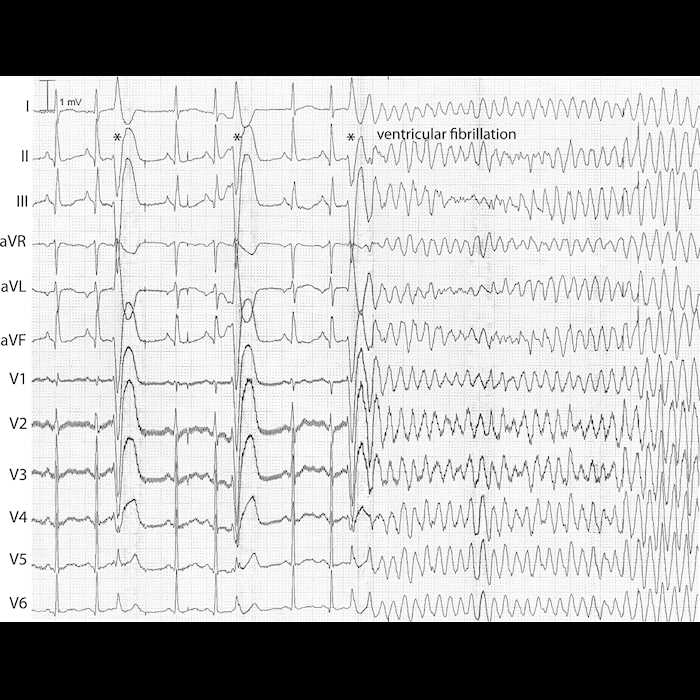 I
1 mV
* * * ventricular fibrillation
II
III
aVR
aVL
aVF
V1
V2
V3
V4
V5
V6